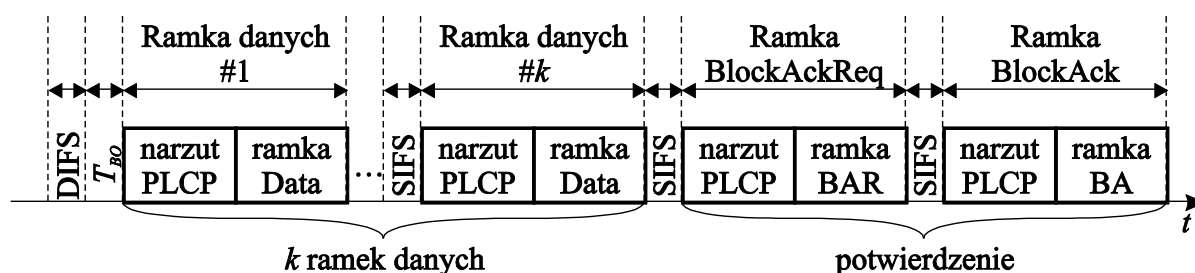 Ramka danych
#1
Ramka danych
#k
Ramka
BlockAckReq
Ramka
BlockAck
DIFS
T_BO
narzut
PLCP
ramka
Data
...
SIFS
narzut
PLCP
ramka
Data
SIFS
narzut
PLCP
ramka
BAR
SIFS
narzut
PLCP
ramka
BA
t
k ramek danych
potwierdzenie